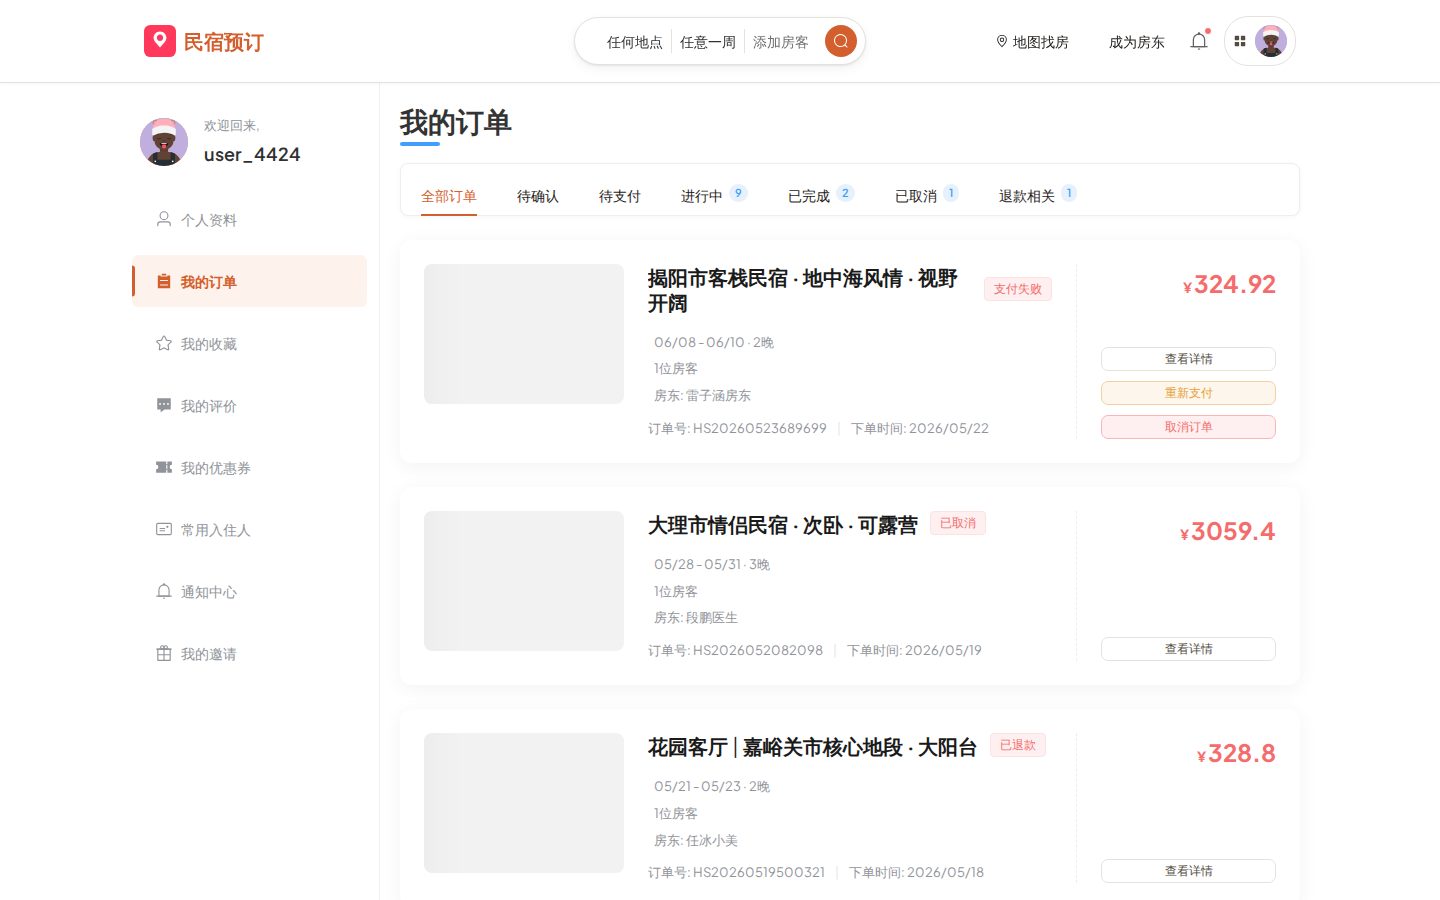 民宿预订
任何地点
任意一周
添加房客
地图找房
成为房东
欢迎回来,
user_4424
个人资料
我的订单
我的收藏
我的评价
我的优惠券
常用入住人
通知中心
我的邀请
我的订单
全部订单
待确认
待支付
进行中 9
已完成 2
已取消 1
退款相关 1
揭阳市客栈民宿 · 地中海风情 · 视野
开阔
支付失败
¥324.92
06/08 - 06/10 · 2晚
1位房客
房东: 雷子涵房东
订单号: HS20260523689699 | 下单时间: 2026/05/22
查看详情
重新支付
取消订单
大理市情侣民宿 · 次卧 · 可露营
已取消
¥3059.4
05/28 - 05/31 · 3晚
1位房客
房东: 段鹏医生
订单号: HS2026052082098 | 下单时间: 2026/05/19
查看详情
花园客厅 | 嘉峪关市核心地段 · 大阳台
已退款
¥328.8
05/21 - 05/23 · 2晚
1位房客
房东: 任冰小美
订单号: HS20260519500321 | 下单时间: 2026/05/18
查看详情